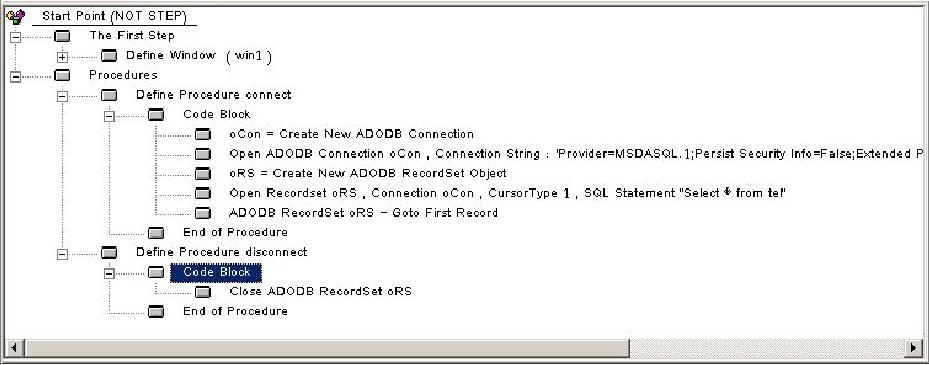 Start Point (NOT STEP)
The First Step
Define Window ( win1 )
Procedures
Define Procedure connect
Code Block
oCon = Create New ADODB Connection
Open ADODB Connection oCon , Connection String : 'Provider=MSDASQL.1;Persist Security Info=False;Extended P
oRS = Create New ADODB RecordSet Object
Open Recordset oRS , Connection oCon , CursorType 1 , SQL Statement "Select * from tel"
ADODB RecordSet oRS - Goto First Record
End of Procedure
Define Procedure disconnect
Code Block
Close ADODB RecordSet oRS
End of Procedure